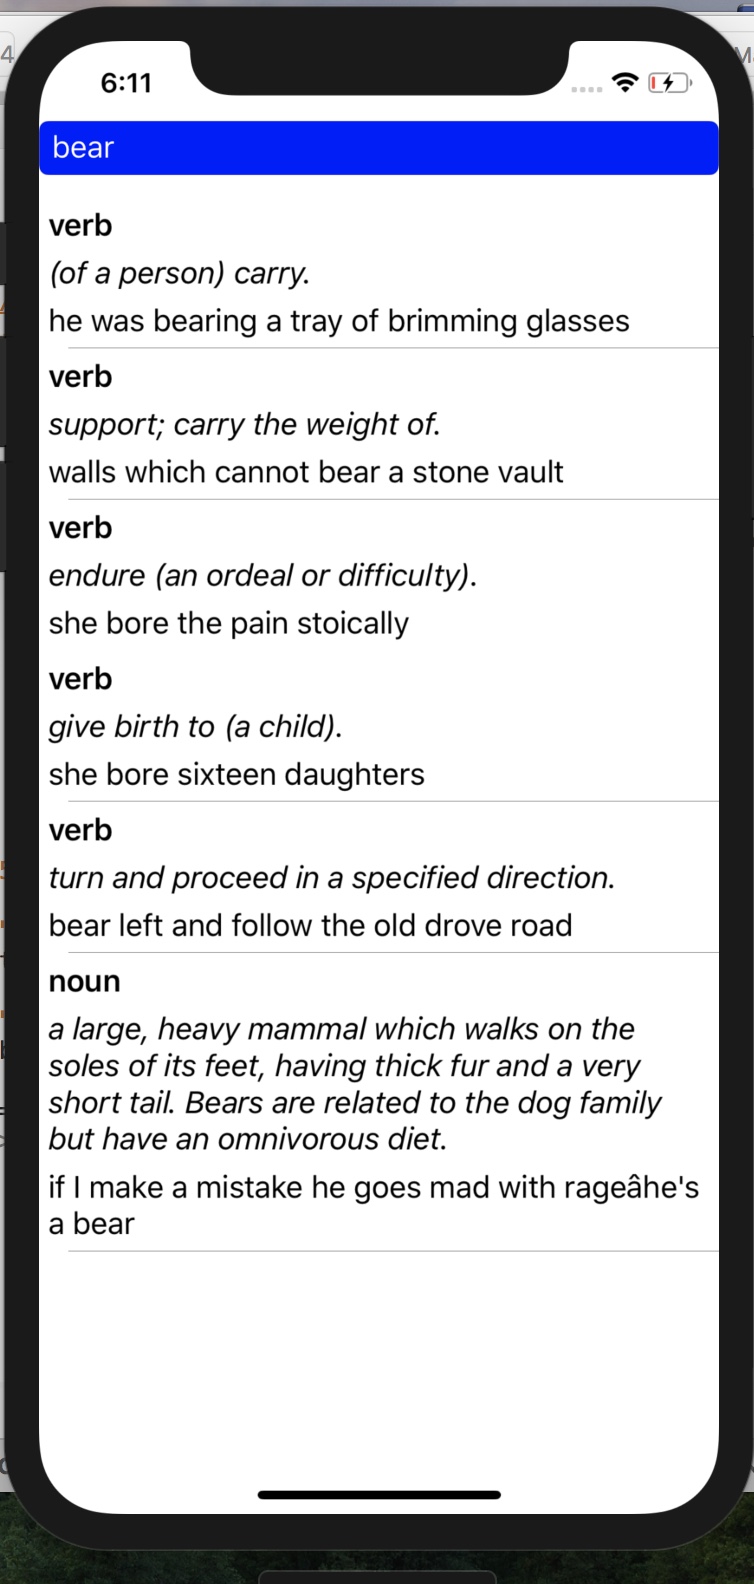 6:11
bear
verb
(of a person) carry.
he was bearing a tray of brimming glasses
verb
support; carry the weight of.
walls which cannot bear a stone vault
verb
endure (an ordeal or difficulty).
she bore the pain stoically
verb
give birth to (a child).
she bore sixteen daughters
verb
turn and proceed in a specified direction.
bear left and follow the old drove road
noun
a large, heavy mammal which walks on the
soles of its feet, having thick fur and a very
short tail. Bears are related to the dog family
but have an omnivorous diet.
if I make a mistake he goes mad with rageâhe's
a bear